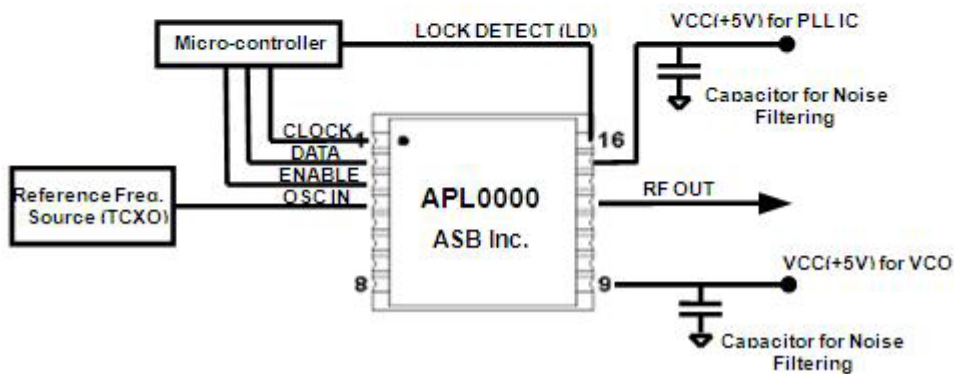 VCC(+5V) for PLL IC
Micro-controller
LOCK DETECT (LD)
Capacitor for Noise
Filtering
CLOCK
1
16
DATA
ENABLE
OSC IN
Reference Freq.
Source (TCXO)
APL0000
ASB Inc.
RF OUT
8
9
VCC(+5V) for VCO
Capacitor for Noise
Filtering